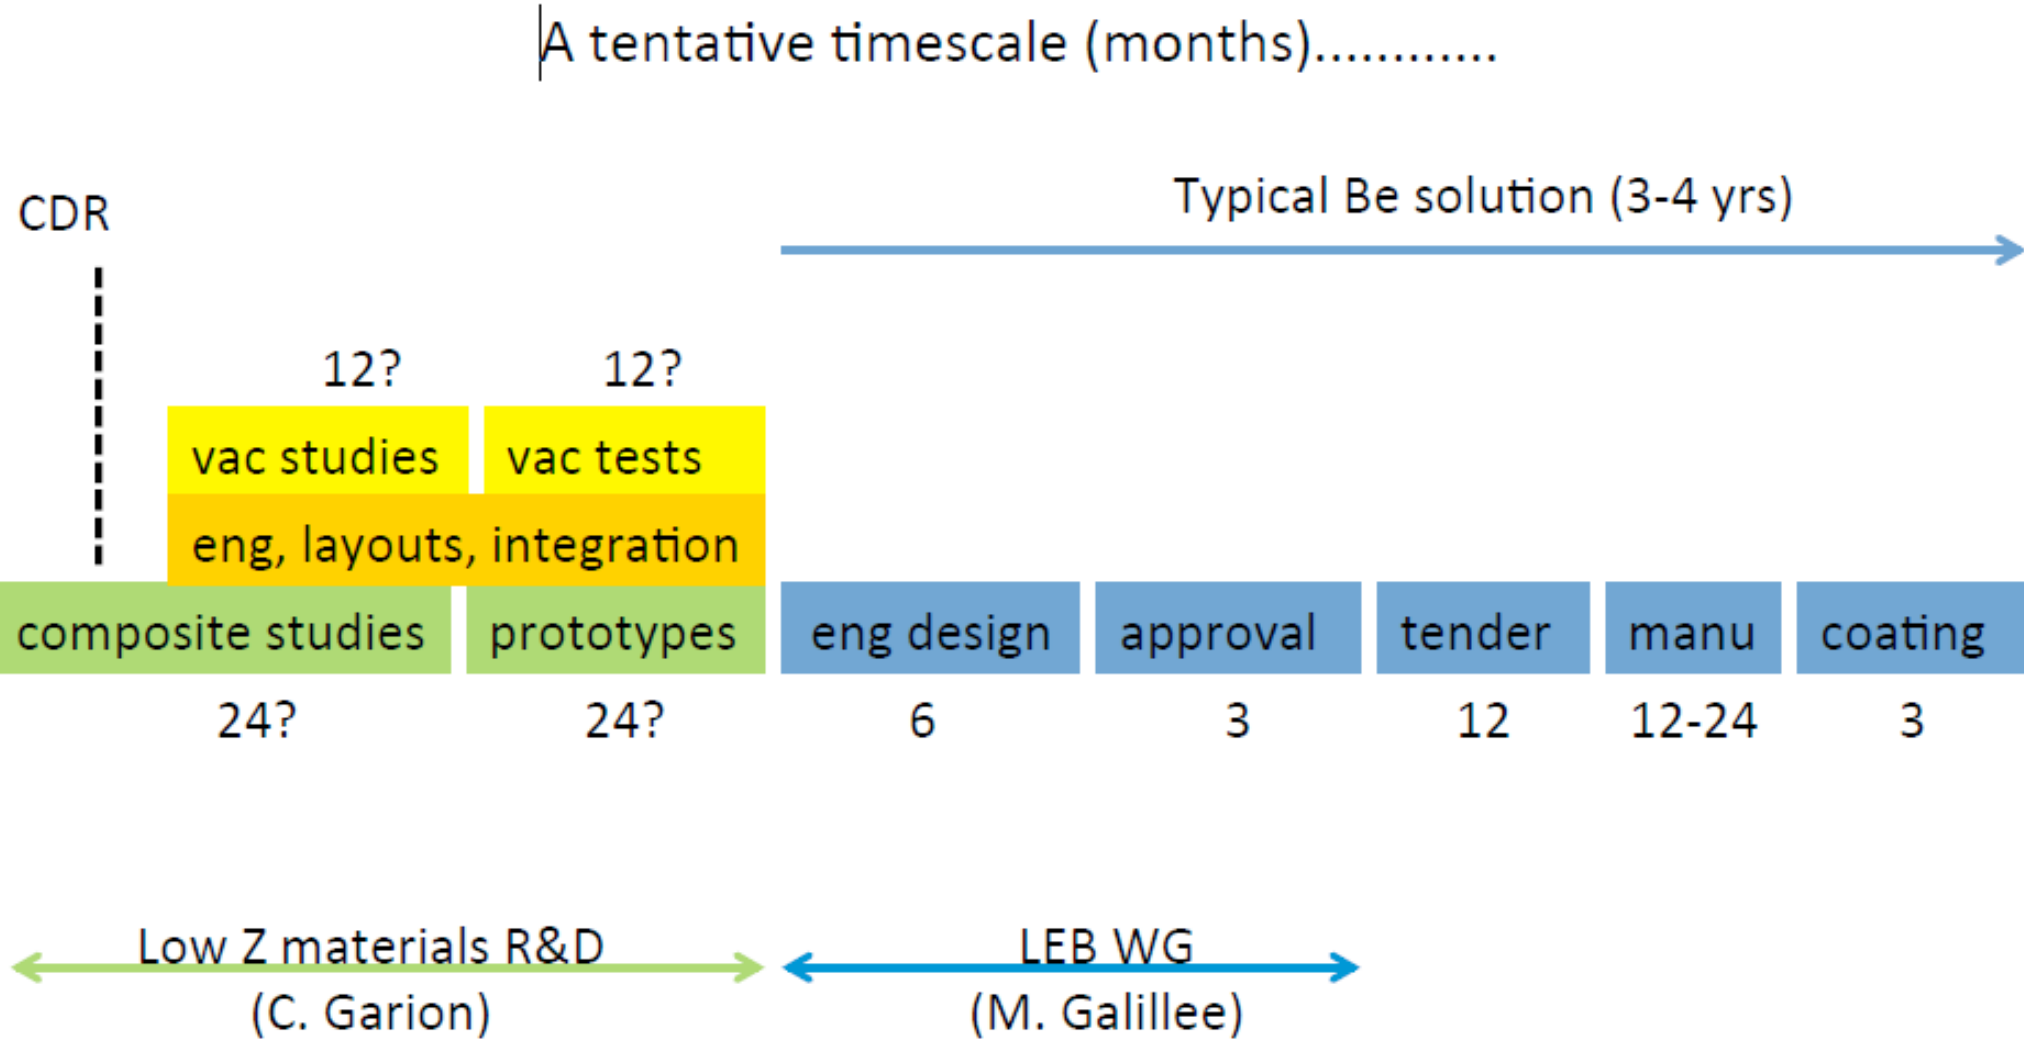 A tentative timescale (months)............
Typical Be solution (3-4 yrs)
CDR
12? 12?
vac studies vac tests
eng, layouts, integration
composite studies prototypes eng design approval tender manu coating
24? 24? 6 3 12 12-24 3
Low Z materials R&D LEB WG
(C. Garion) (M. Galillee)